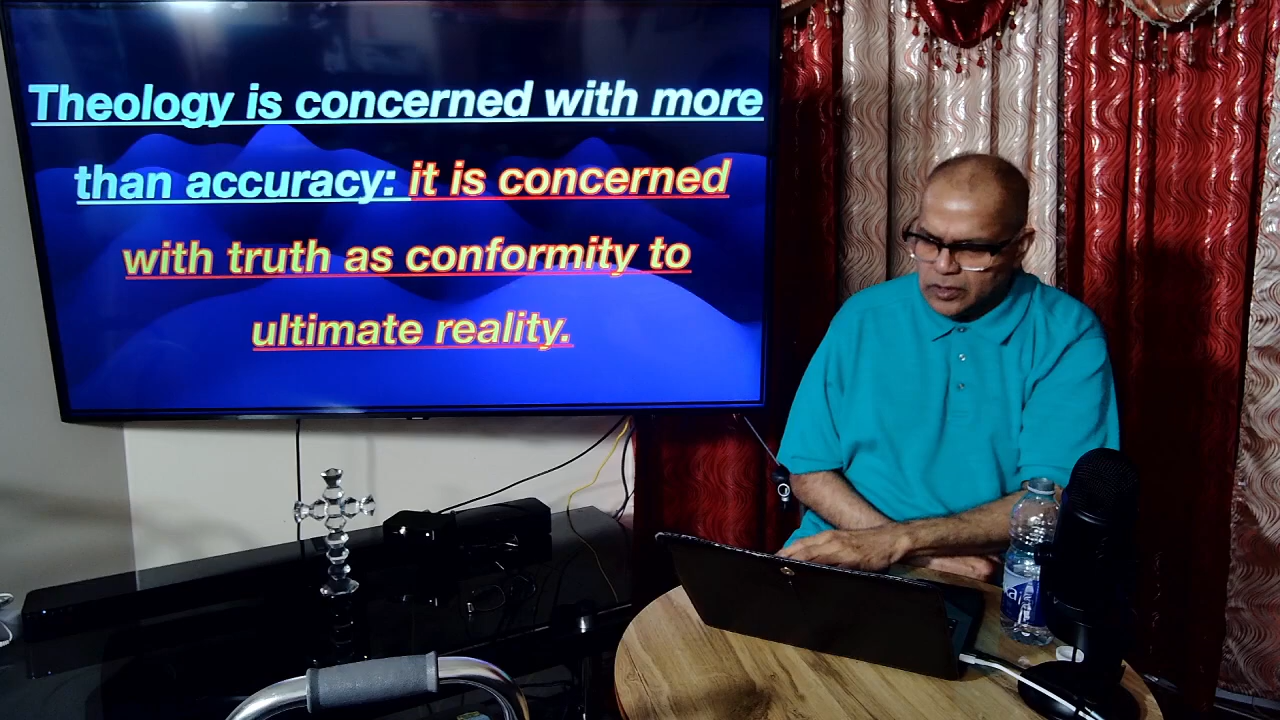 Theology is concerned with more
than accuracy: it is concerned
with truth as conformity to
ultimate reality.